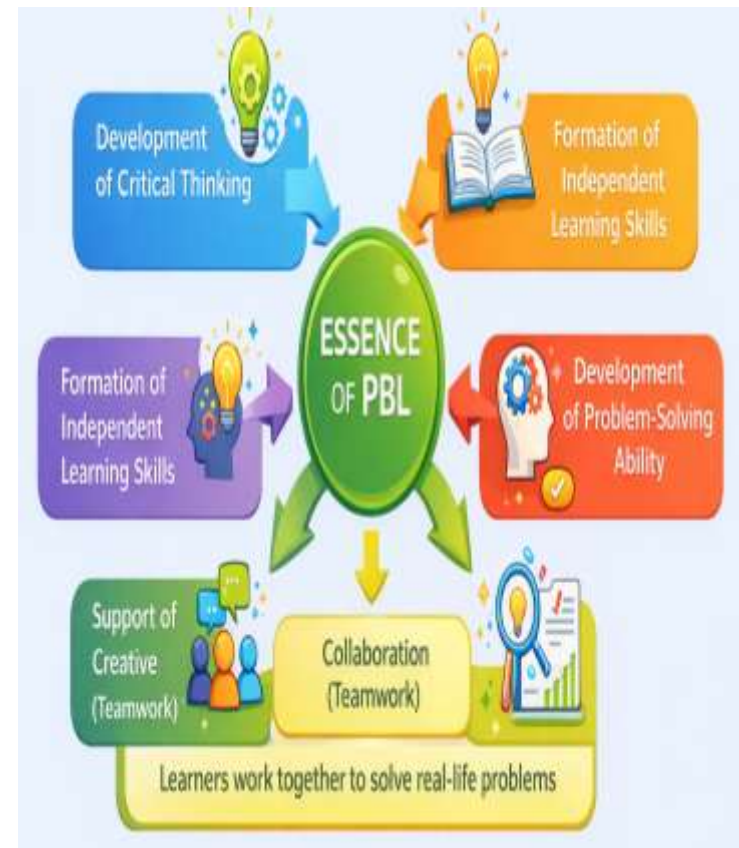 Development
of Critical Thinking
Formation of
Independent
Learning Skills
ESSENCE
OF PBL
Formation of
Independent
Learning Skills
Development
of Problem-Solving
Ability
Support of
Creative
(Teamwork)
Collaboration
(Teamwork)
Learners work together to solve real-life problems